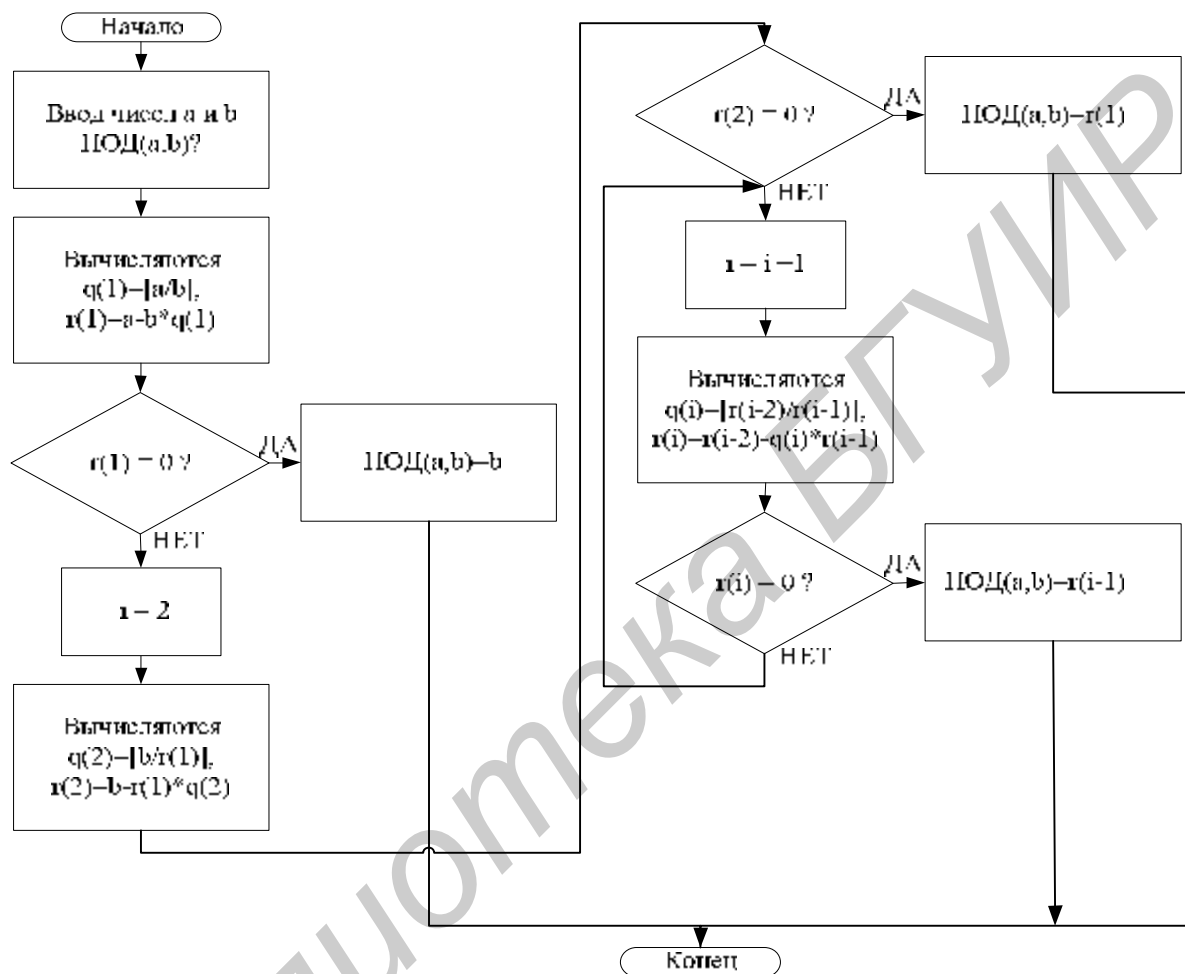 Начало
Ввод чисел a и b
НОД(a,b)?
Вычисляются
q(1)=[a/b],
r(1)=a-b*q(1)
r(1) = 0 ?
ДА
НОД(a,b)=b
НЕТ
i = 2
Вычисляются
q(2)=[b/r(1)],
r(2)=b-r(1)*q(2)
r(2) = 0 ?
ДА
НОД(a,b)=r(1)
НЕТ
i = i +1
Вычисляются
q(i)=[r(i-2)/r(i-1)],
r(i)=r(i-2)-q(i)*r(i-1)
r(i) = 0 ?
ДА
НОД(a,b)=r(i-1)
НЕТ
Конец
лиотека БГУИР